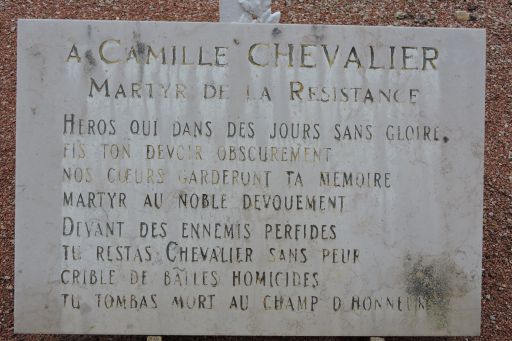 A CAMILLE CHEVALIER
MARTYR DE LA RESISTANCE
HEROS QUI DANS DES JOURS SANS GLOIRE
FIS TON DEVOIR OBSCUREMENT
NOS CŒURS GARDERONT TA MEMOIRE
MARTYR AU NOBLE DEVOUEMENT
DEVANT DES ENNEMIS PERFIDES
TU RESTAS CHEVALIER SANS PEUR
CRIBLE DE BALLES HOMICIDES
TU TOMBAS MORT AU CHAMP D HONNEUR